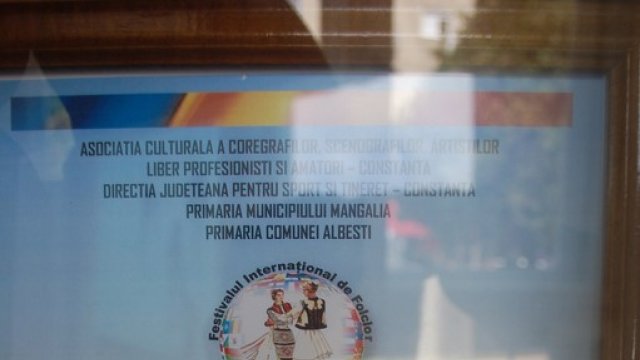 ASOCIATIA CULTURALA A COREGRAFILOR, SCENOGRAFILOR, ARTISTILOR
LIBER PROFESIONISTI SI AMATORI - CONSTANTA
DIRECTIA JUDETEANA PENTRU SPORT SI TINERET - CONSTANTA
PRIMARIA MUNICIPIULUI MANGALIA
PRIMARIA COMUNEI ALBESTI
Festivalul International de Folclor